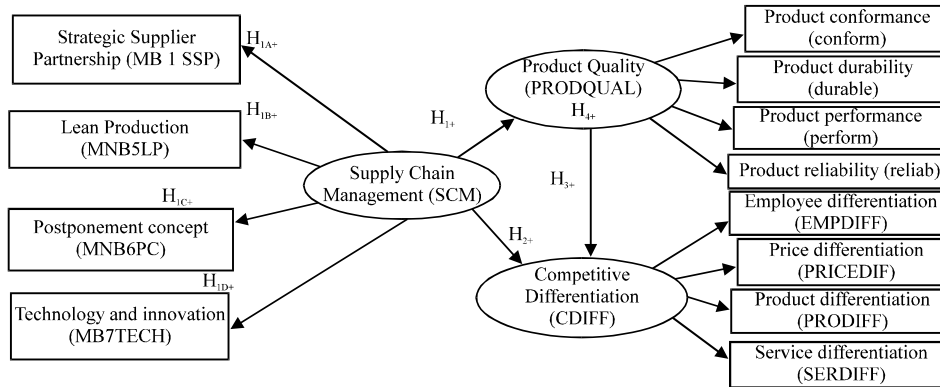 Strategic Supplier
Partnership (MB 1 SSP)
H1A+
Lean Production
(MNB5LP)
H1B+
Postponement concept
(MNB6PC)
H1C+
Technology and innovation
(MB7TECH)
H1D+
Supply Chain
Management (SCM)
H1+
H2+
Product Quality
(PRODQUAL)
H4+
H3+
Competitive
Differentiation
(CDIFF)
Product conformance
(conform)
Product durability
(durable)
Product performance
(perform)
Product reliability (reliab)
Employee differentiation
(EMPDIFF)
Price differentiation
(PRICEDIF)
Product differentiation
(PRODIFF)
Service differentiation
(SERDIFF)